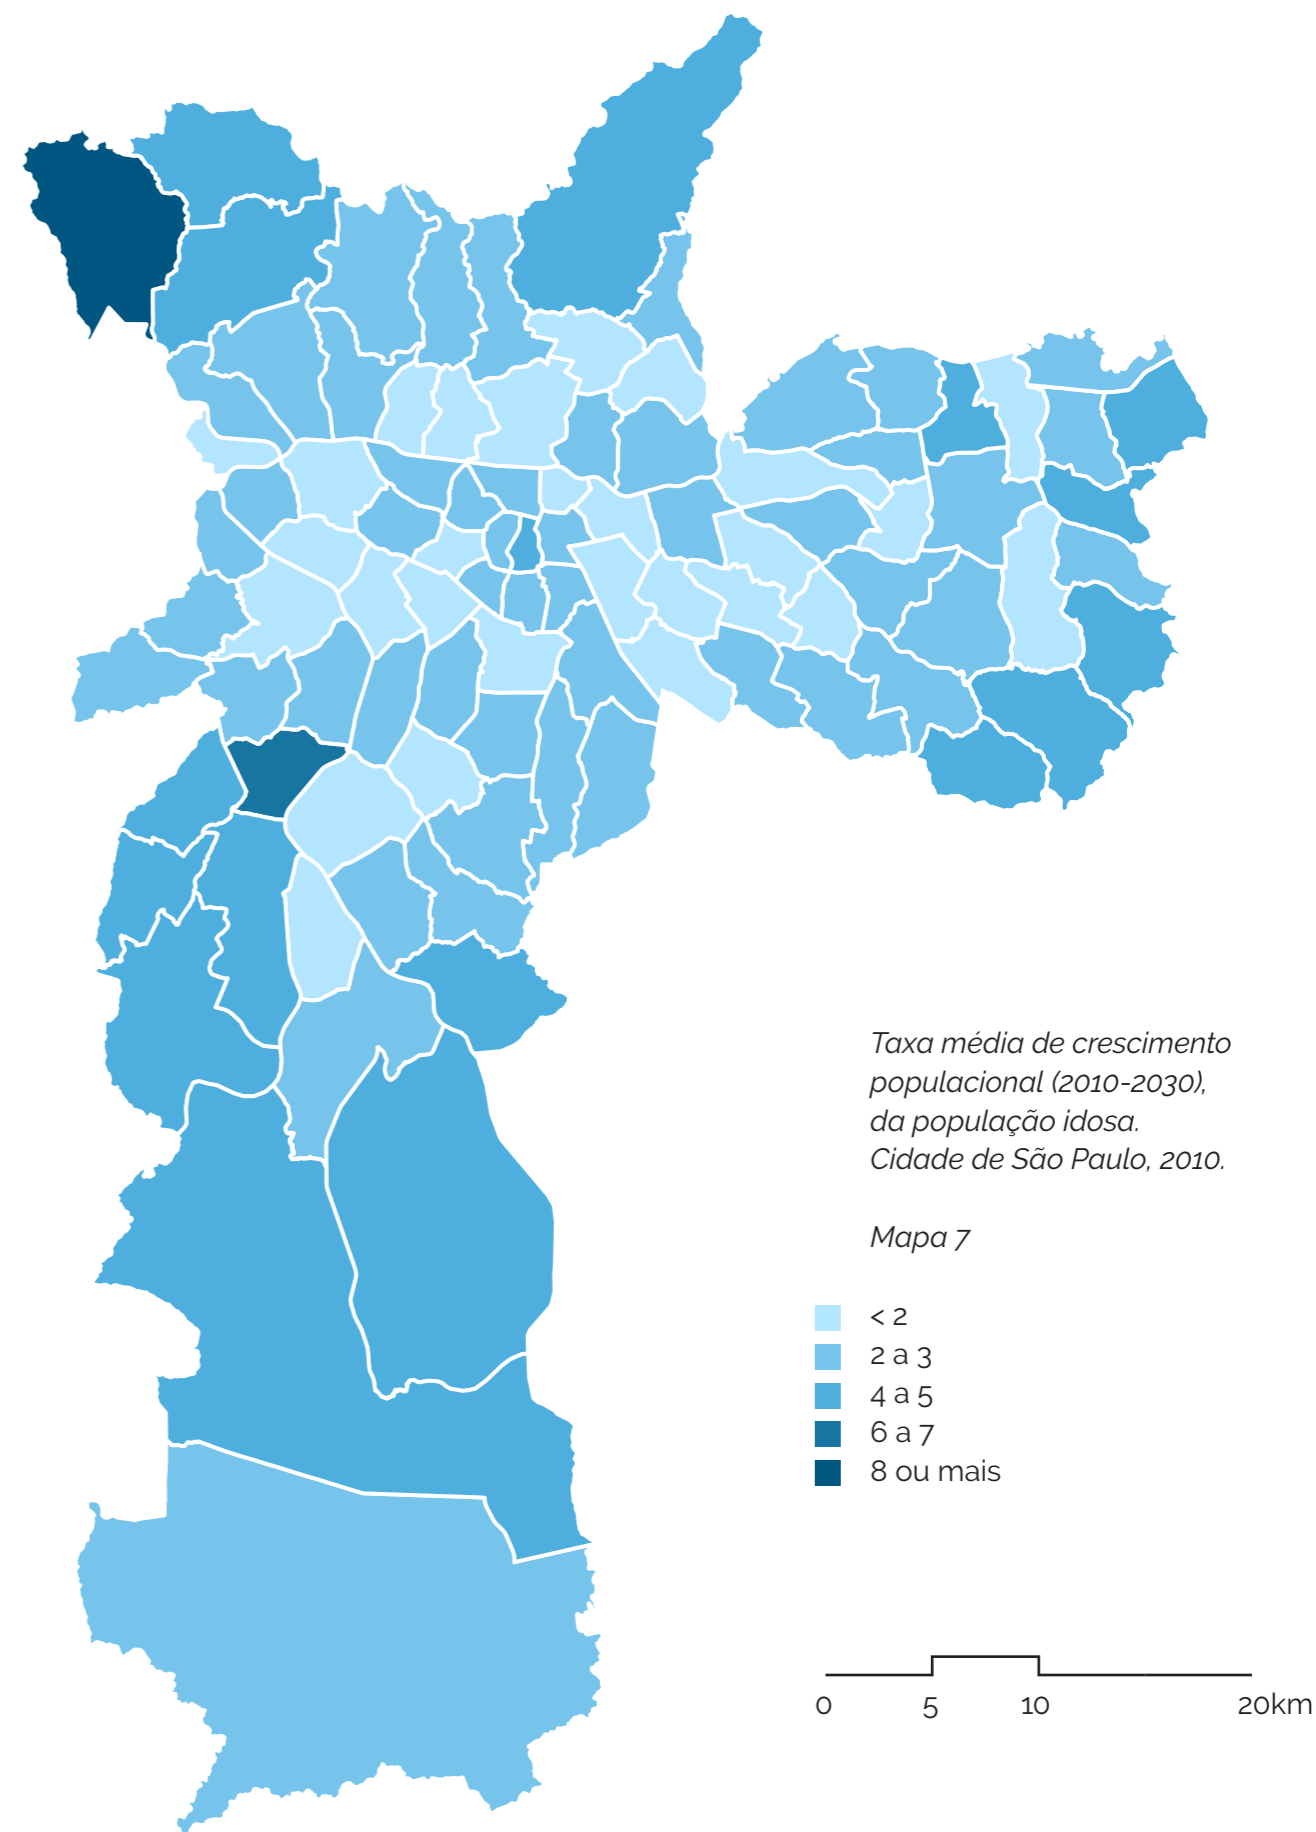 Taxa média de crescimento
populacional (2010-2030),
da população idosa.
Cidade de São Paulo, 2010.
Mapa 7
< 2
2 a 3
4 a 5
6 a 7
8 ou mais
0 5 10 20km